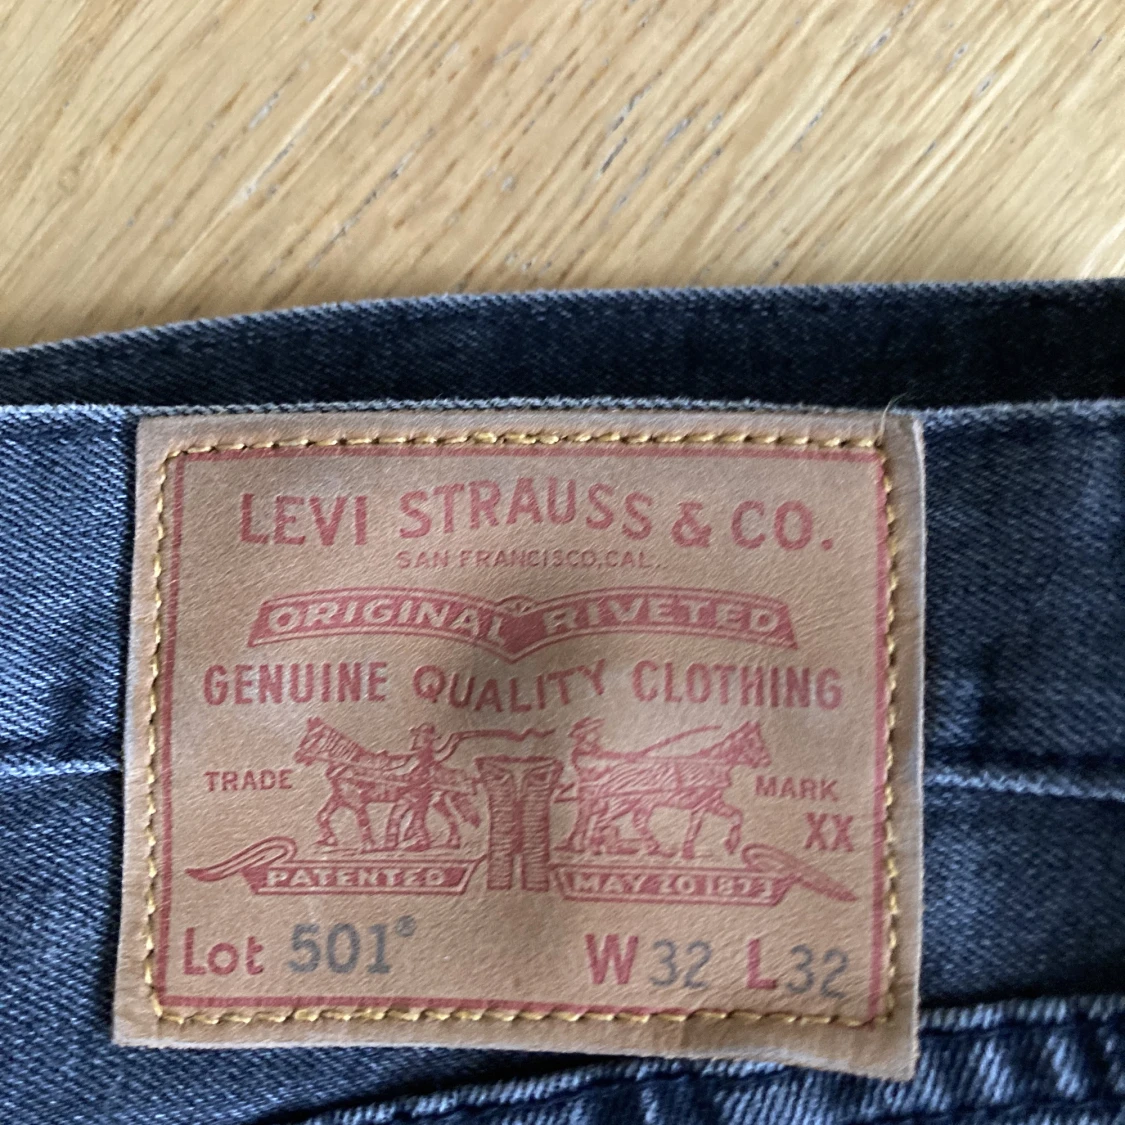 LEVI STRAUSS & CO.
SAN FRANCISCO, CAL.
ORIGINAL RIVETED
GENUINE QUALITY CLOTHING
TRADE MARK
XX
PATENTED MAY 20 1873
Lot 501® W32 L32